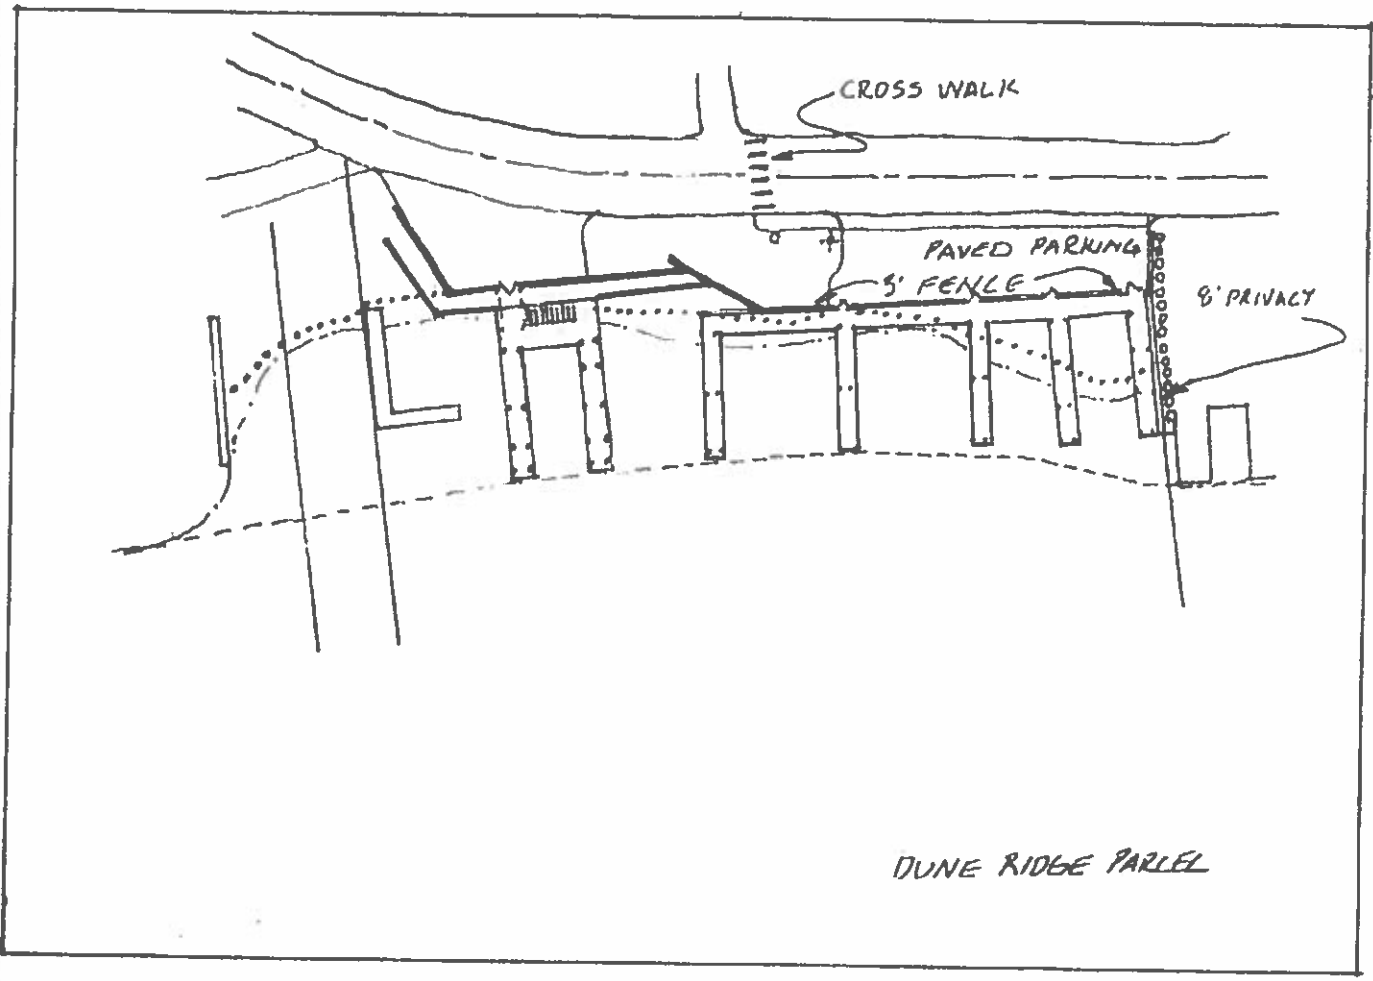 CROSS WALK
PAVED PARKING
3' FENCE
8' PRIVACY
DUNE RIDGE PARCEL